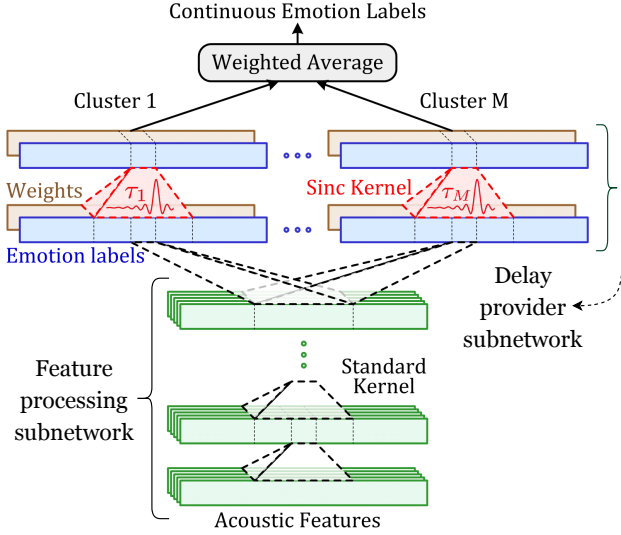 Continuous Emotion Labels
Weighted Average
Cluster 1
Cluster M
Weights
τ1
Sinc Kernel
τM
Emotion labels
Delay
provider
subnetwork
Feature
processing
subnetwork
Standard
Kernel
Acoustic Features